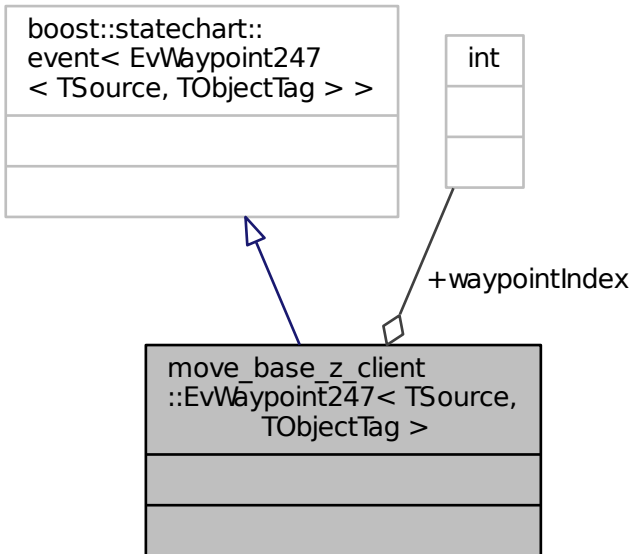 boost::statechart::
event< EvWaypoint247
< TSource, TObjectTag > >
int
+waypointIndex
move_base_z_client
::EvWaypoint247< TSource,
TObjectTag >